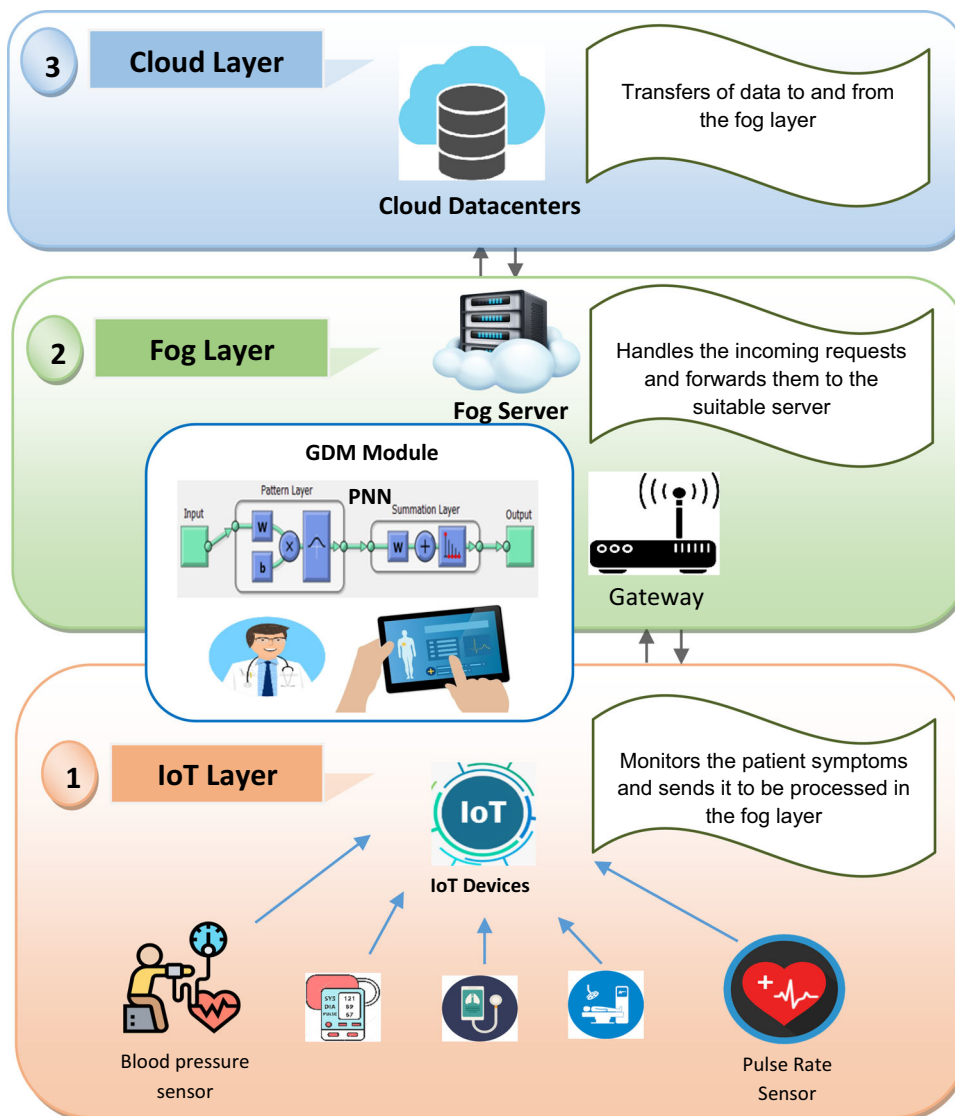 3
Cloud Layer
Transfers of data to and from
the fog layer
Cloud Datacenters
2
Fog Layer
Handles the incoming requests
and forwards them to the
suitable server
Fog Server
GDM Module
Pattern Layer
PNN
Input
Summation Layer
Output
W
b
W
Gateway
1
IoT Layer
Monitors the patient symptoms
and sends it to be processed in
the fog layer
IoT
IoT Devices
SYS 121
DIA 89
PULSE 67
Blood pressure
sensor
Pulse Rate
Sensor